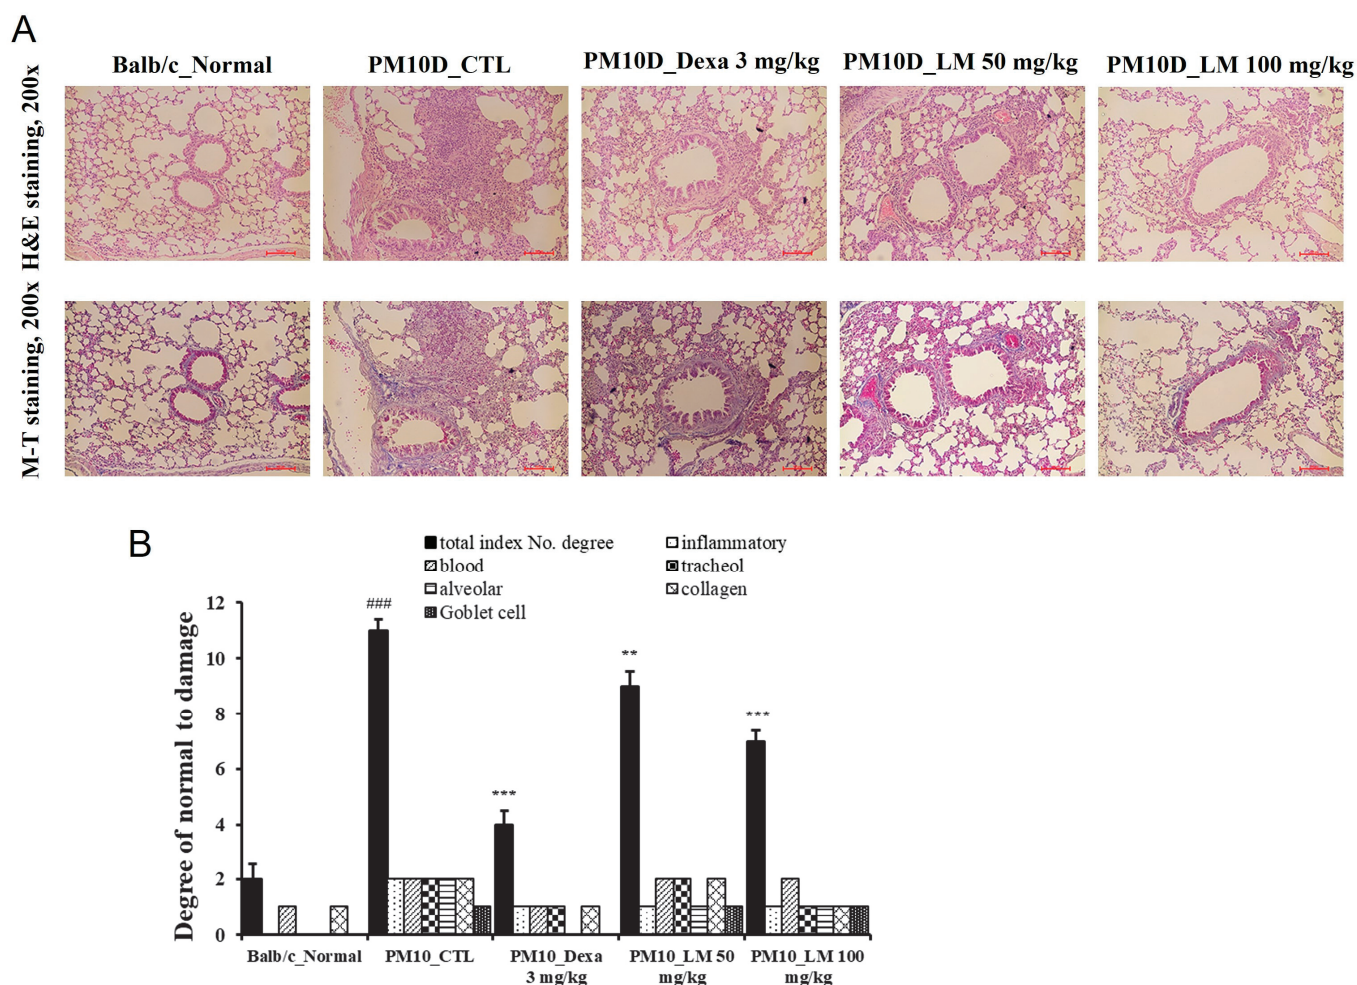 A
Balb/c_Normal
PM10D_CTL
PM10D_Dexa 3 mg/kg
PM10D_LM 50 mg/kg
PM10D_LM 100 mg/kg
H&E staining, 200x
M-T staining, 200x
B
total index No. degree
inflammatory
blood
tracheol
alveolar
collagen
Goblet cell
Degree of normal to damage
12
10
8
6
4
2
0
###
***
**
***
Balb/c_Normal
PM10_CTL
PM10_Dexa
3 mg/kg
PM10_LM 50
mg/kg
PM10_LM 100
mg/kg